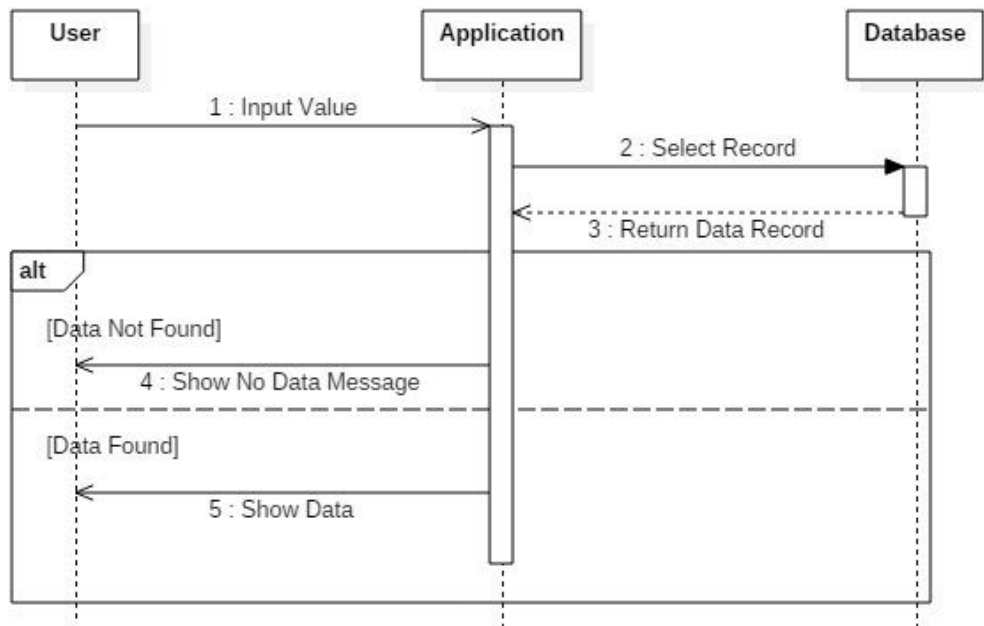 User
Application
Database
1 : Input Value
2 : Select Record
3 : Return Data Record
alt
[Data Not Found]
4 : Show No Data Message
[Data Found]
5 : Show Data